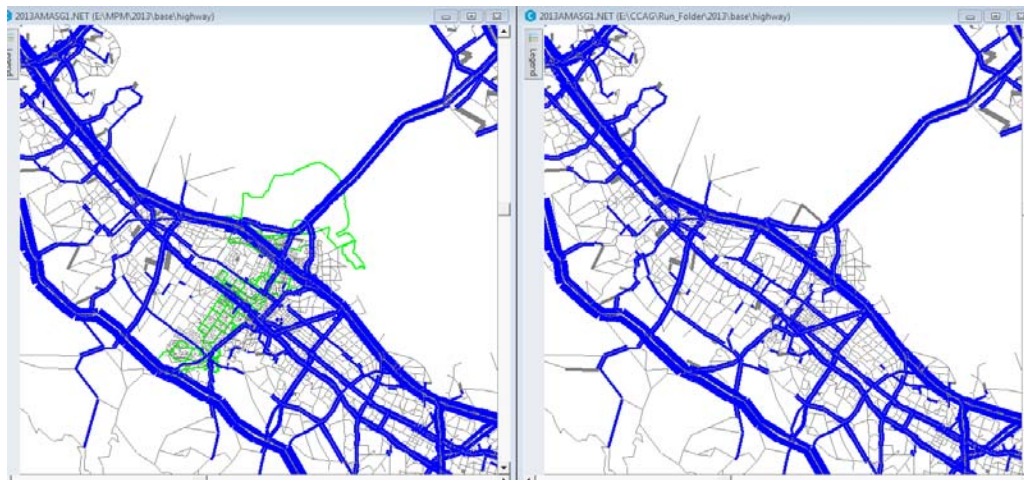 2013AMASG1.NET (E:\MPM\2013\base\highway)
Legend
2013AMASG1.NET (E:\CCAG\Run_Folder\2013\base\highway)
Legend